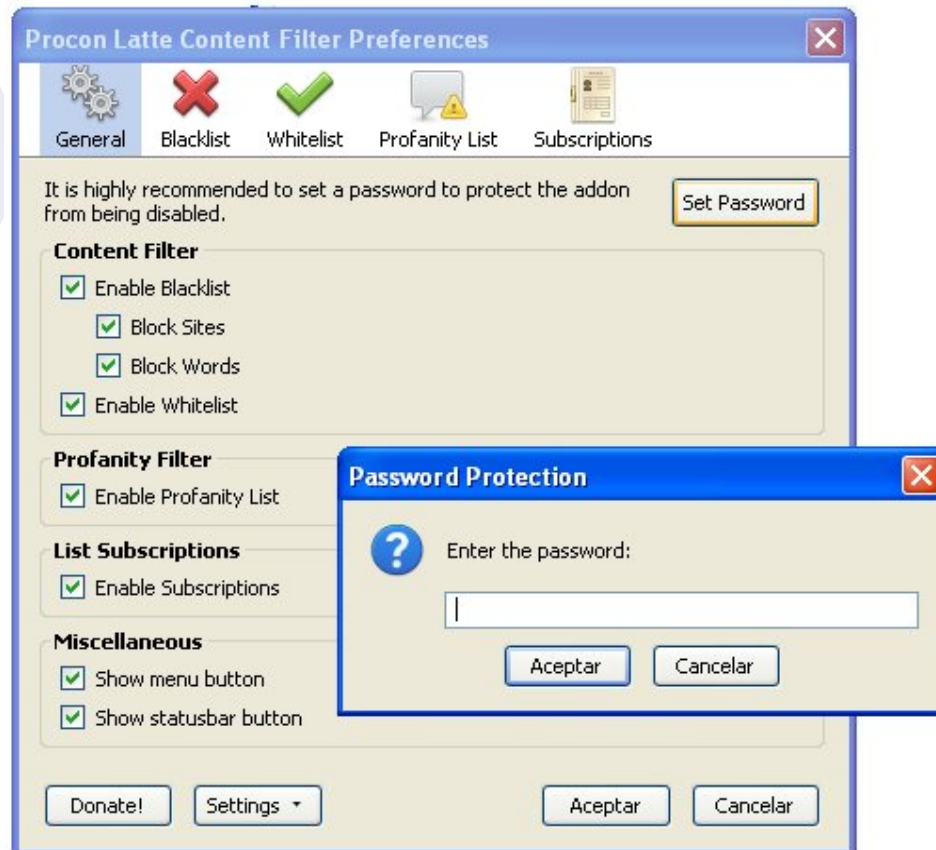 Procon Latte Content Filter Preferences
General Blacklist Whitelist Profanity List Subscriptions
It is highly recommended to set a password to protect the addon
from being disabled.
Set Password
Content Filter
Enable Blacklist
Block Sites
Block Words
Enable Whitelist
Profanity Filter
Enable Profanity List
List Subscriptions
Enable Subscriptions
Miscellaneous
Show menu button
Show statusbar button
Password Protection
Enter the password:
Aceptar Cancelar
Donate! Settings Aceptar Cancelar